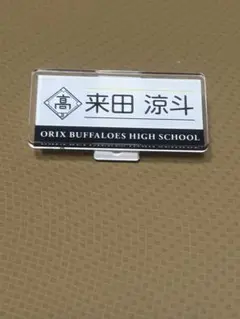 高 来田 涼斗
ORIX BUFFALOES HIGH SCHOOL